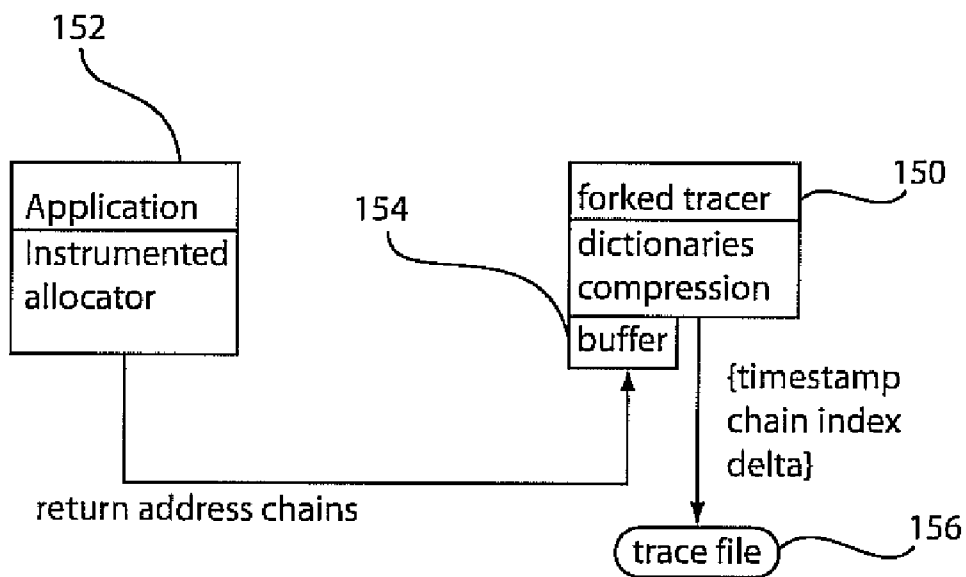 152
Application
Instrumented
allocator
154
150
forked tracer
dictionaries
compression
buffer
{timestamp
chain index
delta}
return address chains
trace file
156